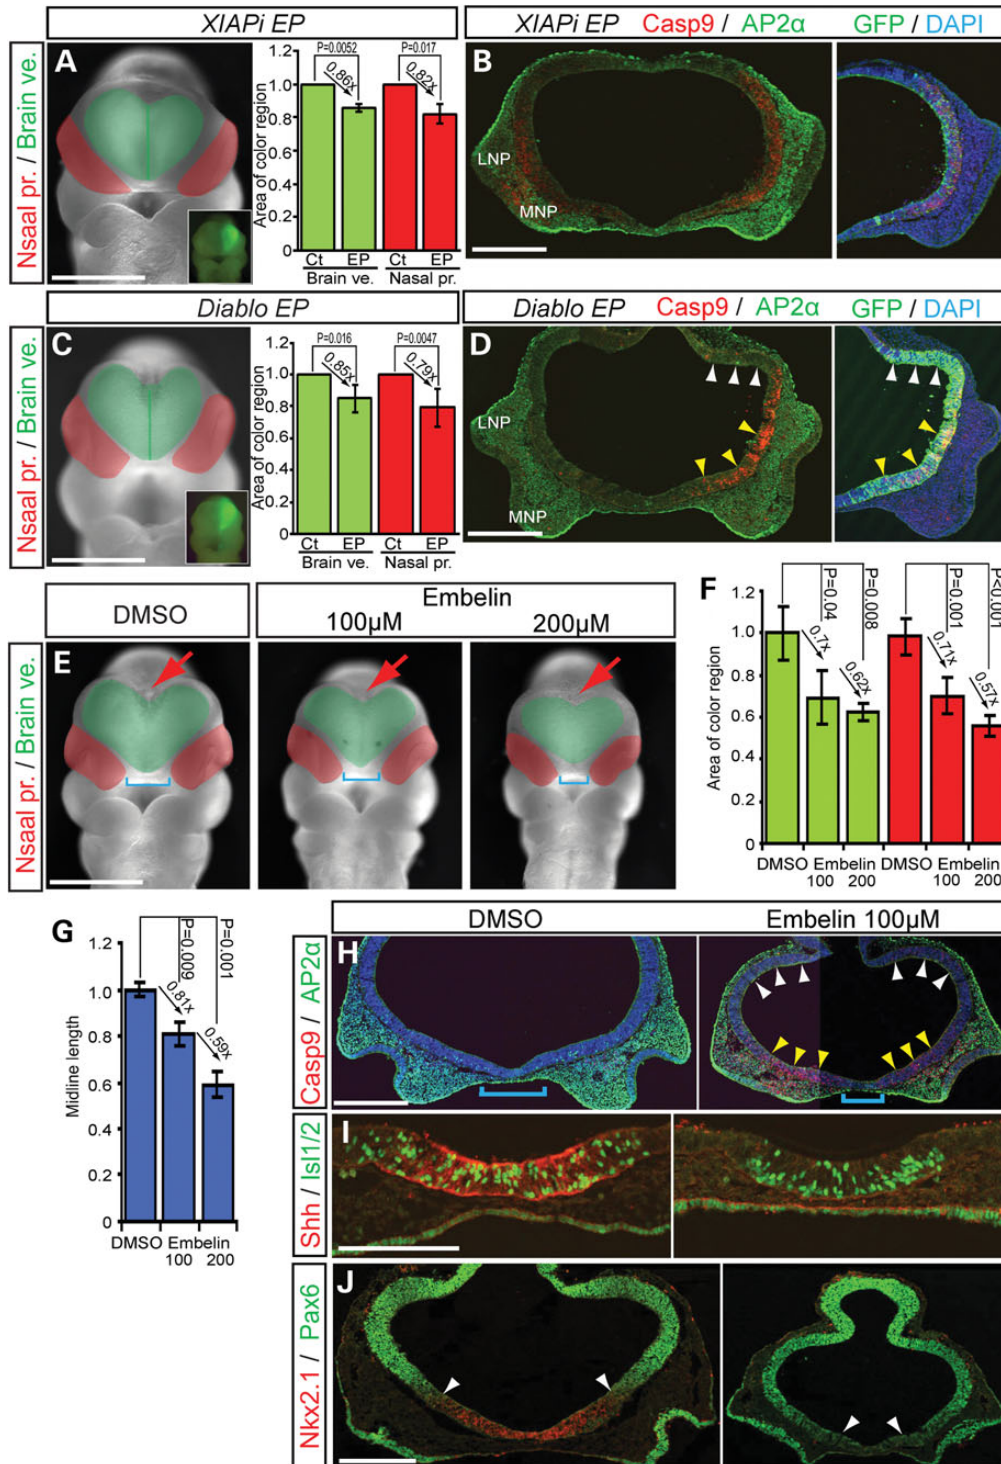 XIAPi EP
XIAPi EP Casp9 / AP2α GFP / DAPI
Nsaal pr. / Brain ve.
A
Area of color region
1.2
1.0
0.8
0.6
0.4
0.2
0
P=0.0052
P=0.017
0.86x
0.82x
Ct EP Ct EP
Brain ve. Nasal pr.
B
LNP
MNP
Diablo EP
Diablo EP Casp9 / AP2α GFP / DAPI
Nsaal pr. / Brain ve.
C
Area of color region
1.2
1.0
0.8
0.6
0.4
0.2
0
P=0.016
P=0.0047
0.85x
0.79x
Ct EP Ct EP
Brain ve. Nasal pr.
D
LNP
MNP
DMSO
Embelin
100μM 200μM
Nsaal pr. / Brain ve.
E
F
Area of color region
1.2
1.0
0.8
0.6
0.4
1.2
0
P=0.04
P=0.008
P=0.001
P<0.001
0.7x
0.62x
0.71x
0.57x
DMSO Embelin DMSO Embelin
100 200 100 200
G
Midline length
1.2
1.0
0.8
0.6
0.4
0.2
0
P=0.009
P=0.001
0.81x
0.59x
DMSO Embelin
100 200
DMSO Embelin 100μM
Casp9 / AP2α
H
Shh / Isl1/2
I
Nkx2.1 / Pax6
J